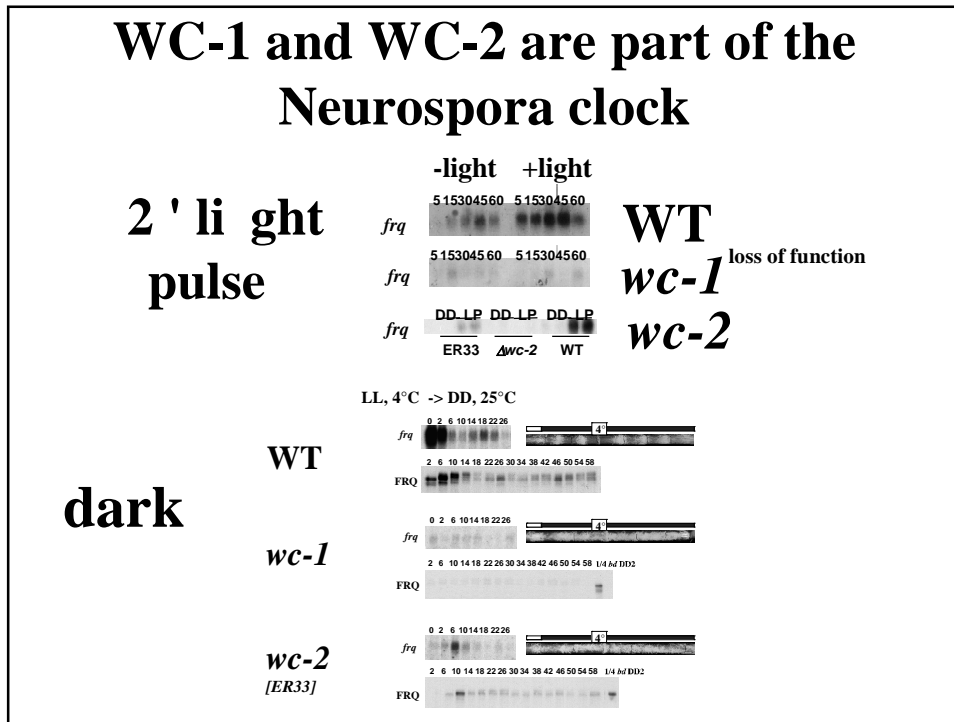 WC-1 and WC-2 are part of the
Neurospora clock
-light +light
5 15 30 45 60 5 15 30 45 60
2 ' li ght
pulse
frq
WT
5 15 30 45 60 5 15 30 45 60
frq
wc-1 loss of function
DD LP DD LP DD LP
frq
wc-2
ER33 Δwc-2 WT
LL, 4°C -> DD, 25°C
dark
WT
0 2 6 10 14 18 22 26
frq
4°
2 6 10 14 18 22 26 30 34 38 42 46 50 54 58
FRQ
wc-1
0 2 6 10 14 18 22 26
frq
4°
2 6 10 14 18 22 26 30 34 38 42 46 50 54 58 1/4 bd DD2
FRQ
wc-2
[ER33]
0 2 6 10 14 18 22 26
frq
4°
2 6 10 14 18 22 26 30 34 38 42 46 50 54 58 1/4 bd DD2
FRQ